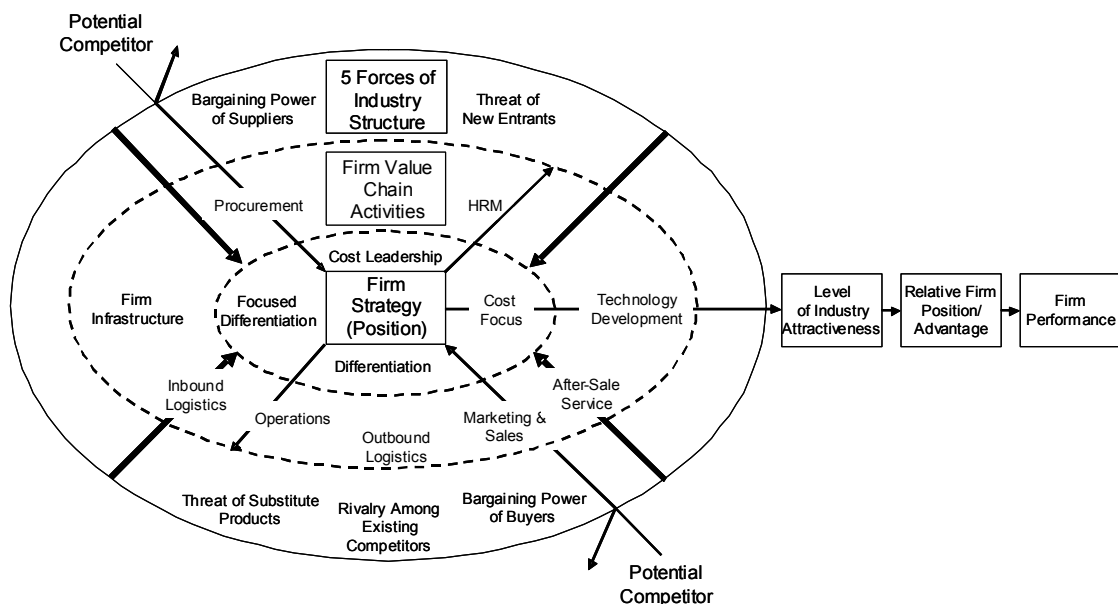 Potential
Competitor
5 Forces of
Industry
Structure
Bargaining Power
of Suppliers
Threat of
New Entrants
Firm Value
Chain
Activities
Procurement
HRM
Cost Leadership
Firm
Infrastructure
Focused
Differentiation
Firm
Strategy
(Position)
Cost
Focus
Technology
Development
Level
of Industry
Attractiveness
Relative Firm
Position/
Advantage
Firm
Performance
Differentiation
Inbound
Logistics
Operations
Outbound
Logistics
Marketing &
Sales
After-Sale
Service
Threat of Substitute
Products
Rivalry Among
Existing
Competitors
Bargaining Power
of Buyers
Potential
Competitor